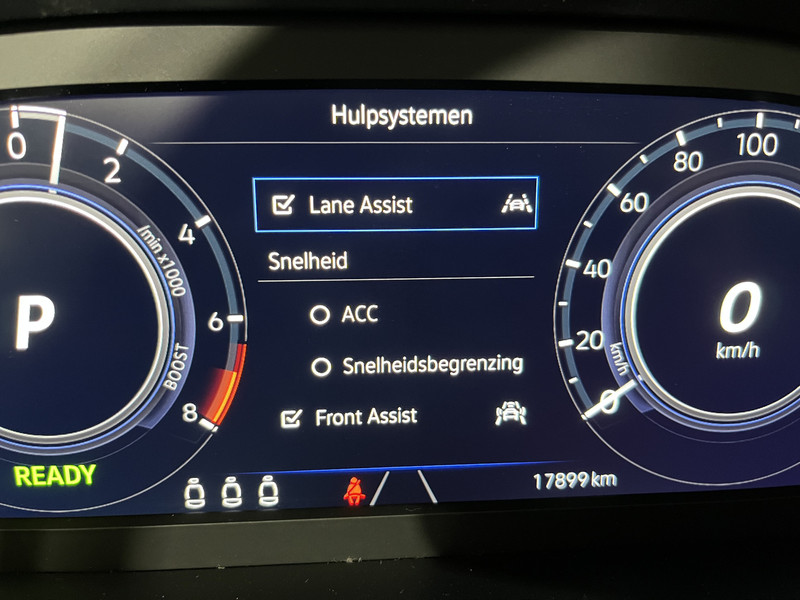 Hulpsystemen
0
2
4
6
8
/min x1000
BOOST
P
READY
Lane Assist
Snelheid
ACC
Snelheidsbegrenzing
Front Assist
100
80
60
40
20
0
km/h
0
km/h
17899 km